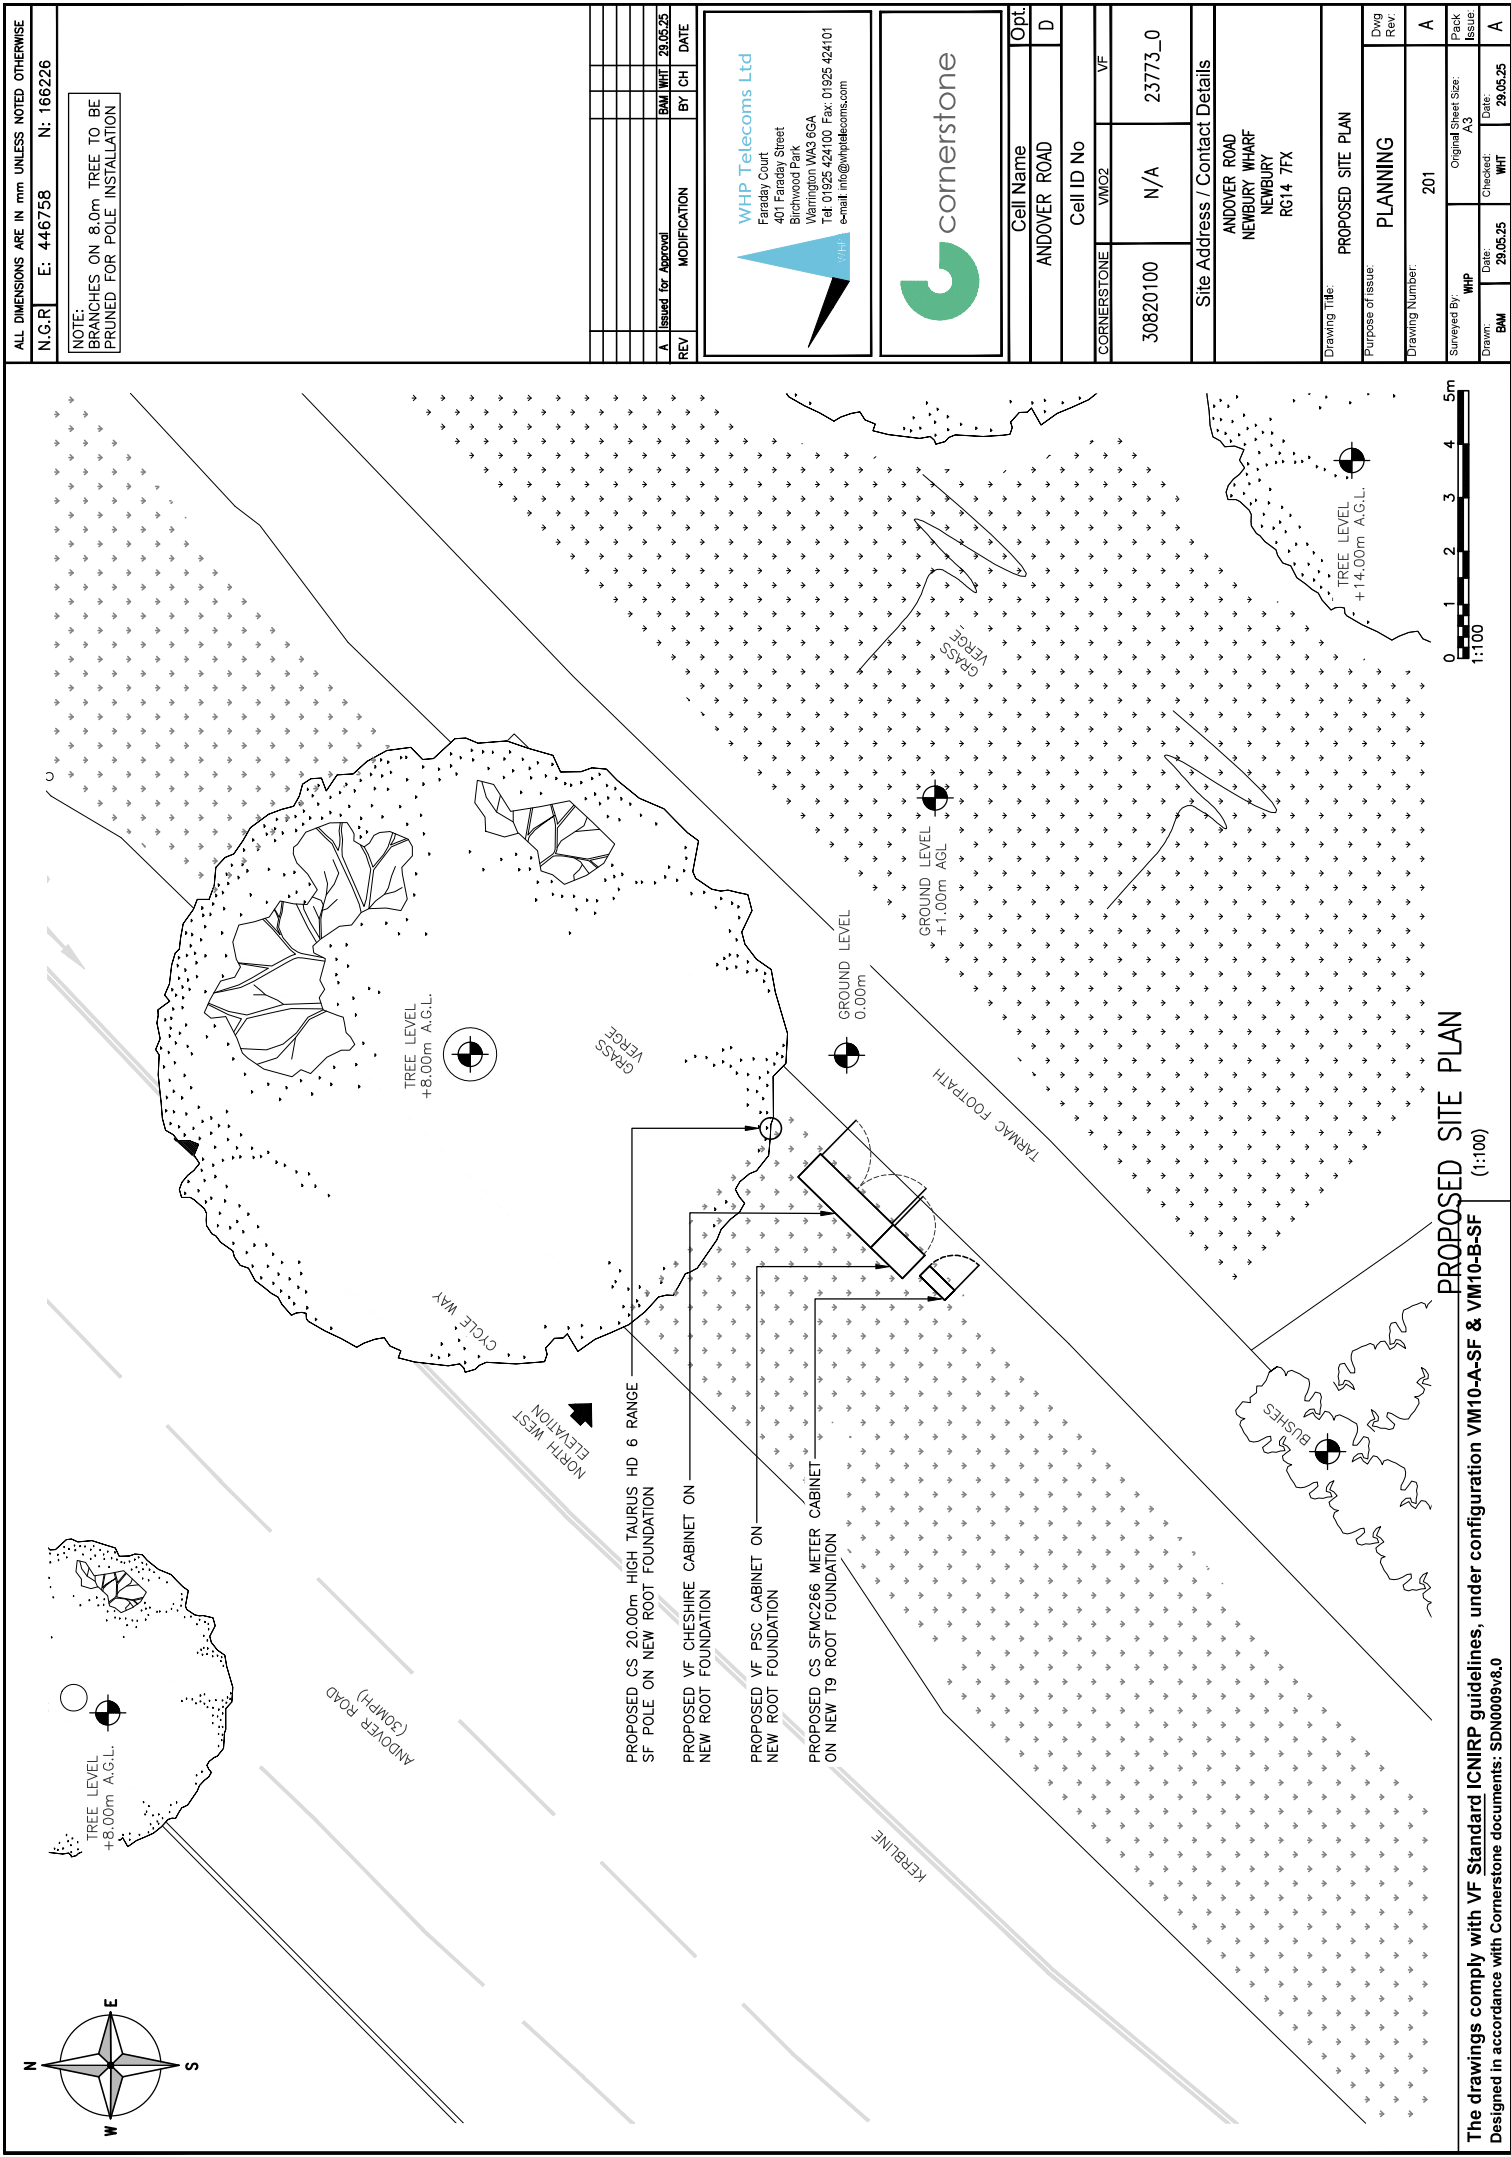 N
E
S
W
TREE LEVEL
+8.00m A.G.L.
ANDOVER ROAD
(30MPH)
CYCLE WAY
NORTH WEST
ELEVATION
KERBLINE
TREE LEVEL
+8.00m A.G.L.
GRASS
VERGE
PROPOSED CS 20.00m HIGH TAURUS HD 6 RANGE
SF POLE ON NEW ROOT FOUNDATION
PROPOSED VF CHESHIRE CABINET ON
NEW ROOT FOUNDATION
PROPOSED VF PSC CABINET ON
NEW ROOT FOUNDATION
PROPOSED CS SFMC266 METER CABINET
ON NEW T9 ROOT FOUNDATION
GROUND LEVEL
0.00m
TARMAC FOOTPATH
GROUND LEVEL
+1.00m AGL
GRASS
VERGE
BUSHES
TREE LEVEL
+14.00m A.G.L.
PROPOSED SITE PLAN
(1:100)
0 1 2 3 4 5m
1:100
The drawings comply with VF Standard ICNIRP guidelines, under configuration VM10-A-SF & VM10-B-SF
Designed in accordance with Cornerstone documents: SDN0009v8.0
ALL DIMENSIONS ARE IN mm UNLESS NOTED OTHERWISE
N.G.R E: 446758 N: 166226
NOTE:
BRANCHES ON 8.0m TREE TO BE
PRUNED FOR POLE INSTALLATION
A Issued for Approval BAM WHT 29.05.25
REV MODIFICATION BY CH DATE
WHP
WHP Telecoms Ltd
Faraday Court
401 Faraday Street
Birchwood Park
Warrington WA3 6GA
Tel: 01925 424100 Fax: 01925 424101
e-mail: info@whptelecoms.com
cornerstone
Cell Name Opt.
ANDOVER ROAD D
Cell ID No
CORNERSTONE VMO2 VF
30820100 N/A 23773_0
Site Address / Contact Details
ANDOVER ROAD
NEWBURY WHARF
NEWBURY
RG14 7FX
Drawing Title:
PROPOSED SITE PLAN
Purpose of issue:
PLANNING
Dwg
Rev:
A
Drawing Number:
201
Surveyed By:
WHP
Original Sheet Size:
A3
Pack
Issue:
A
Drawn:
BAM
Date:
29.05.25
Checked:
WHT
Date:
29.05.25